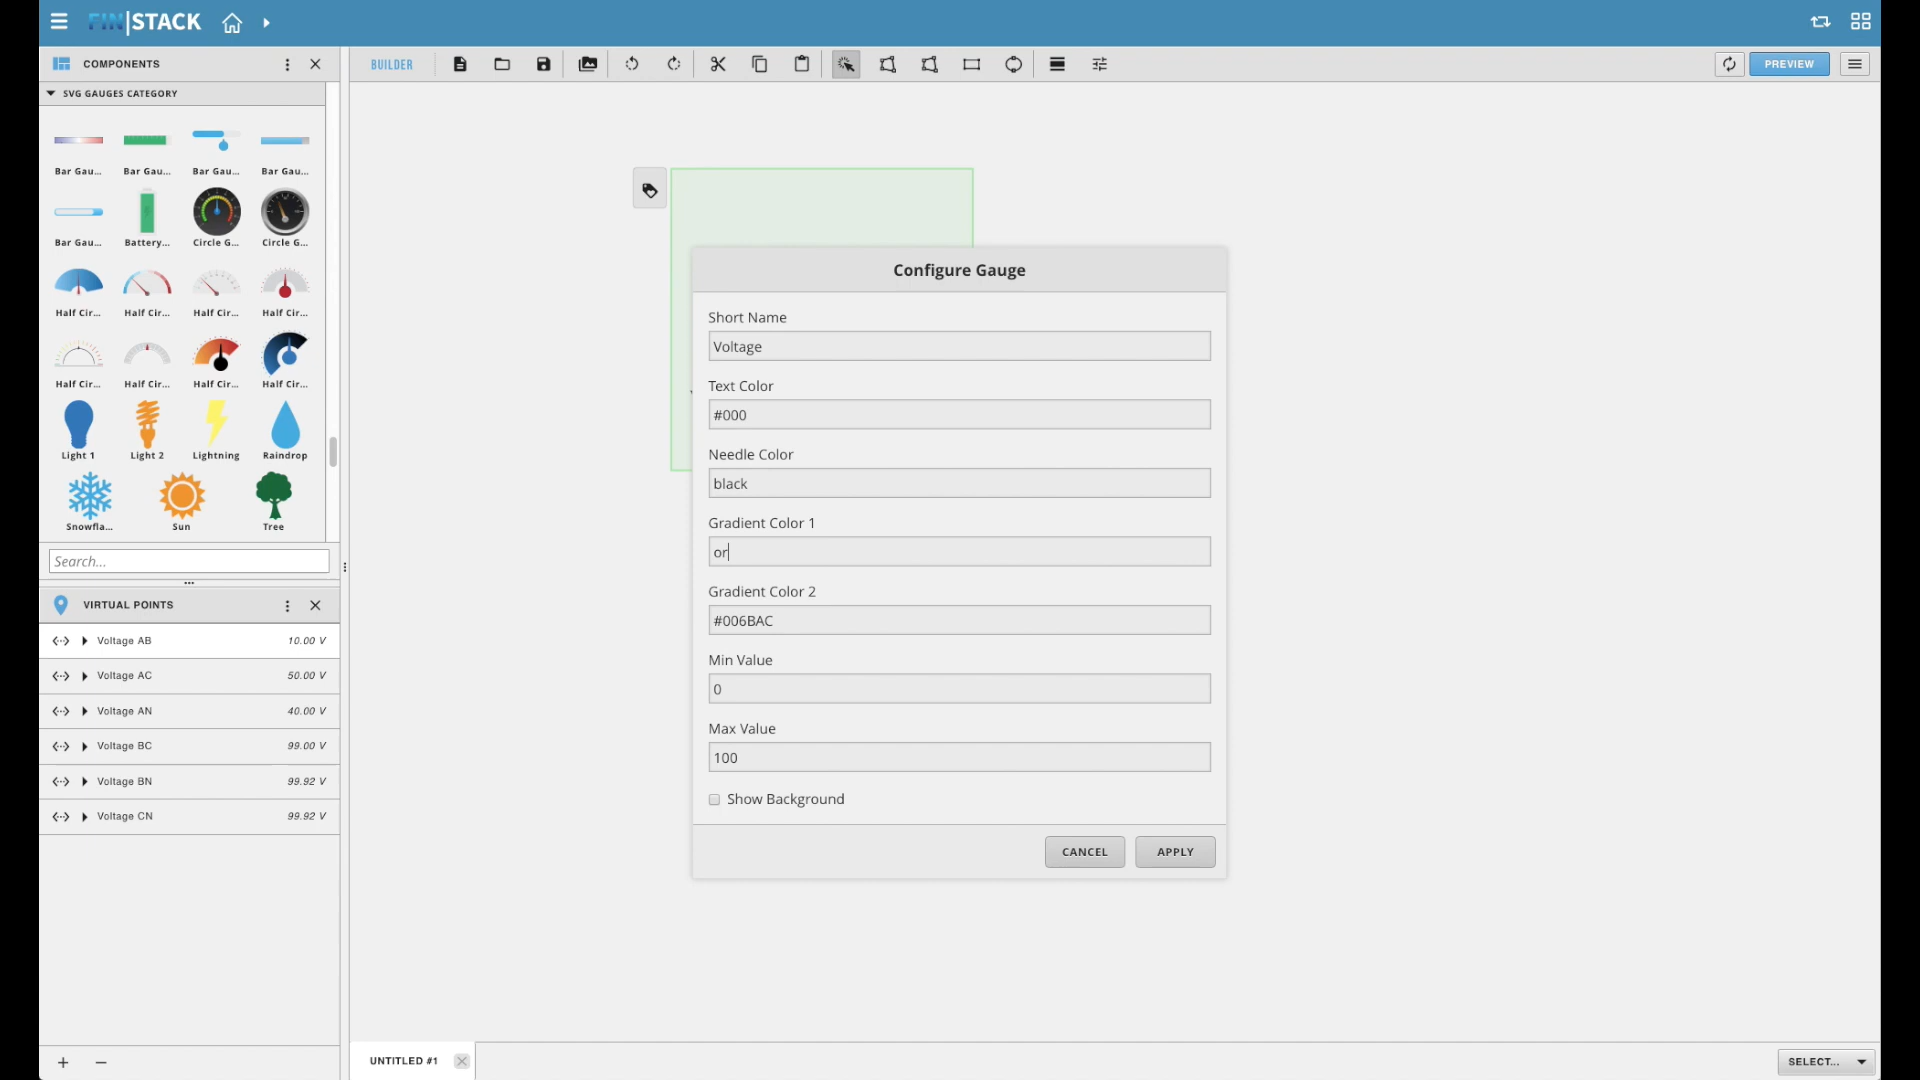 FIN|STACK
COMPONENTS
BUILDER
PREVIEW
SVG GAUGES CATEGORY
Bar Gau... Bar Gau... Bar Gau... Bar Gau...
Bar Gau... Battery... Circle G... Circle G...
Half Cir... Half Cir... Half Cir... Half Cir...
Half Cir... Half Cir... Half Cir... Half Cir...
Light 1 Light 2 Lightning Raindrop
Snowfla... Sun Tree
Search...
VIRTUAL POINTS
Voltage AB 10.00 V
Voltage AC 50.00 V
Voltage AN 40.00 V
Voltage BC 99.00 V
Voltage BN 99.92 V
Voltage CN 99.92 V
Configure Gauge
Short Name
Voltage
Text Color
#000
Needle Color
black
Gradient Color 1
or
Gradient Color 2
#006BAC
Min Value
0
Max Value
100
Show Background
CANCEL APPLY
UNTITLED #1
SELECT...